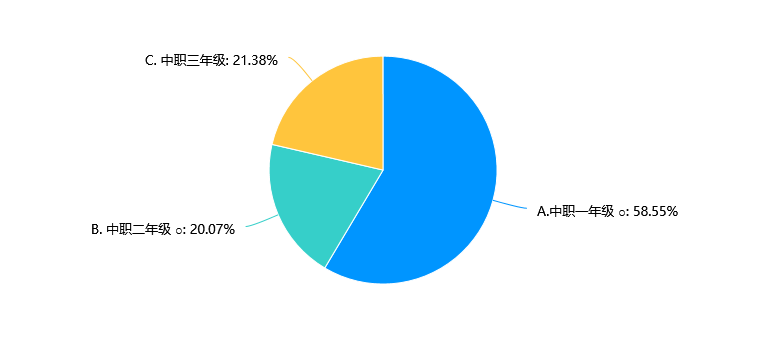 C. 中职三年级: 21.38%
A.中职一年级 ○: 58.55%
B. 中职二年级 ○: 20.07%